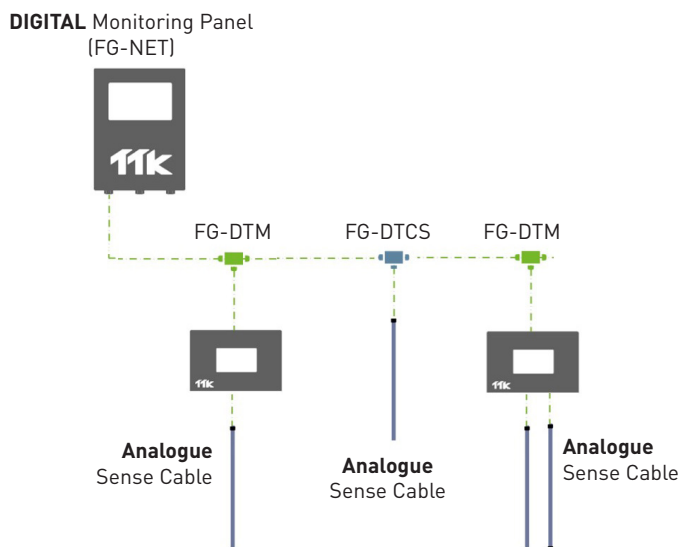 DIGITAL Monitoring Panel
(FG-NET)
TTK
FG-DTM
FG-DTCS
FG-DTM
TTK
TTK
Analogue
Sense Cable
Analogue
Sense Cable
Analogue
Sense Cable